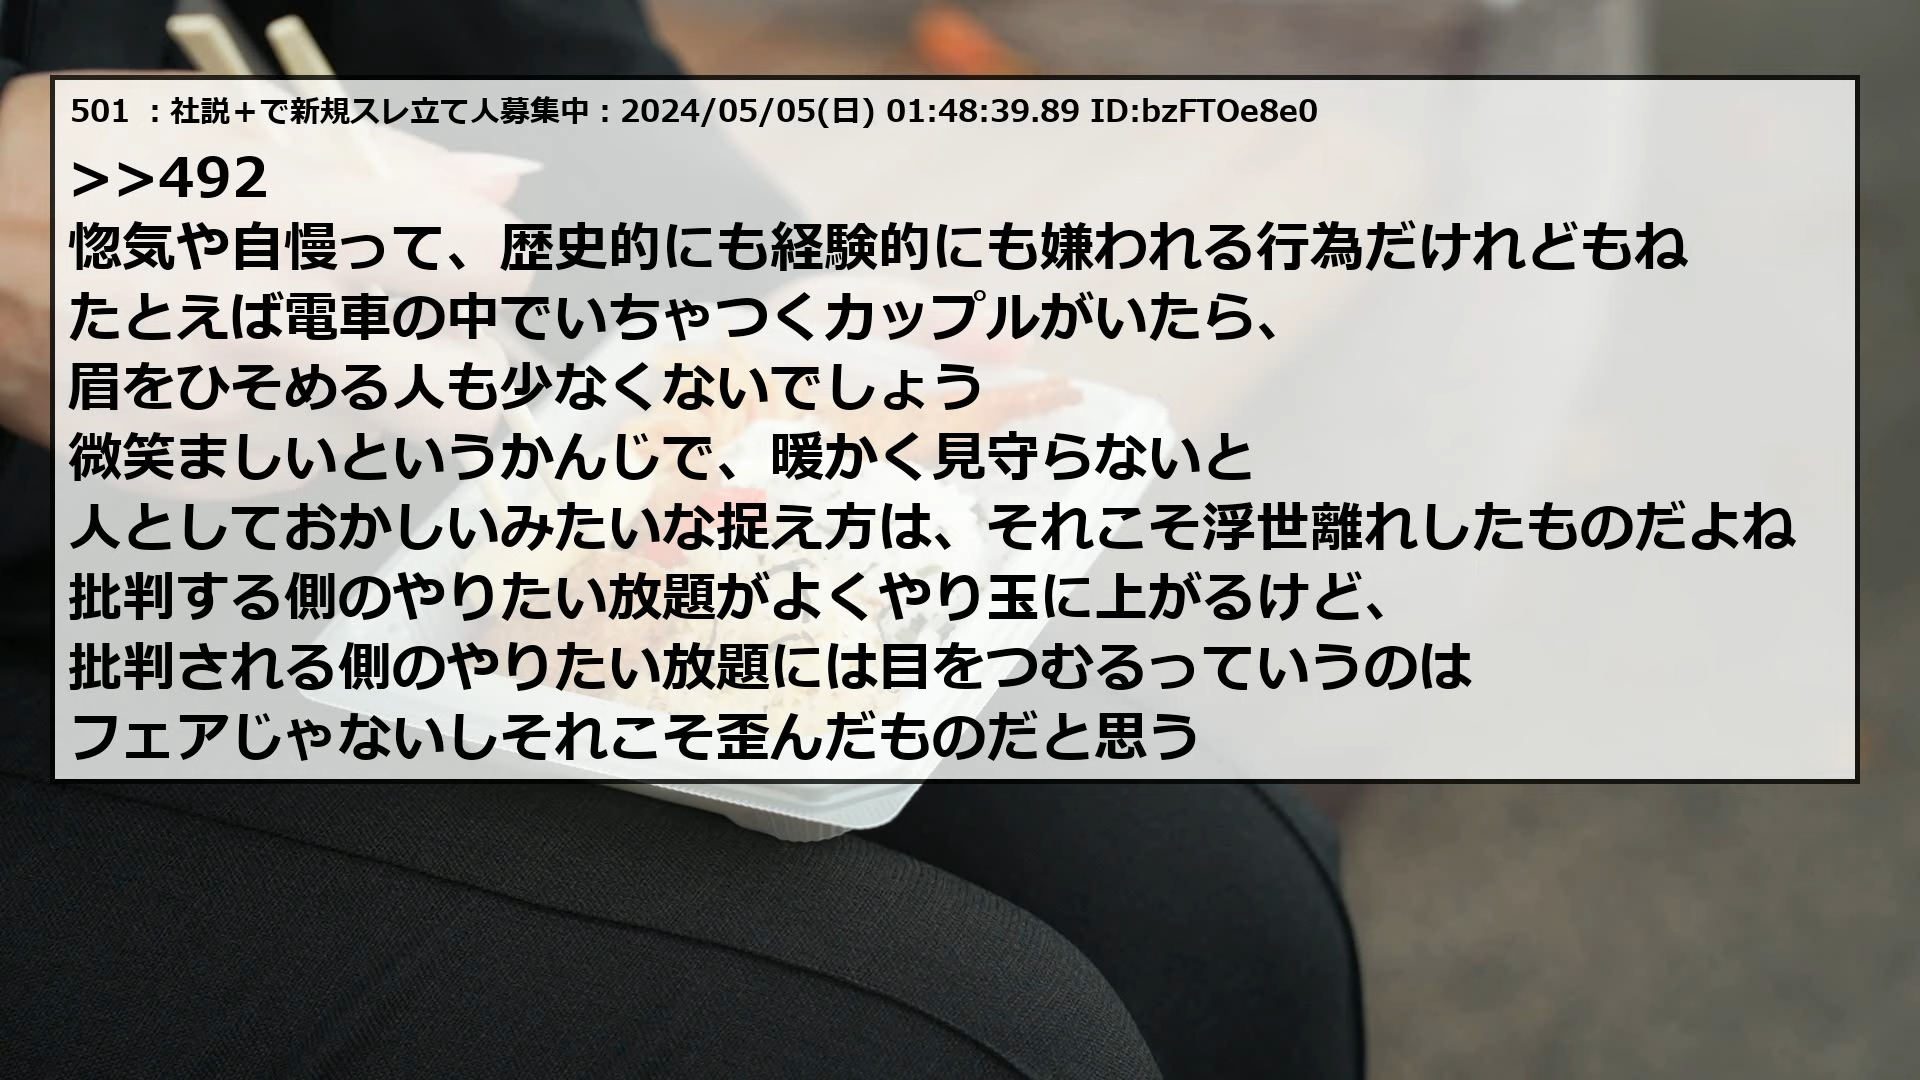 501 ：社説＋で新規スレ立て人募集中：2024/05/05(日) 01:48:39.89 ID:bzFTOe8e0
>>492
惚気や自慢って、歴史的にも経験的にも嫌われる行為だけれどもね
たとえば電車の中でいちゃつくカップルがいたら、
眉をひそめる人も少なくないでしょう
微笑ましいというかんじで、暖かく見守らないと
人としておかしいみたいな捉え方は、それこそ浮世離れしたものだよね
批判する側のやりたい放題がよくやり玉に上がるけど、
批判される側のやりたい放題には目をつむるっていうのは
フェアじゃないしそれこそ歪んだものだと思う